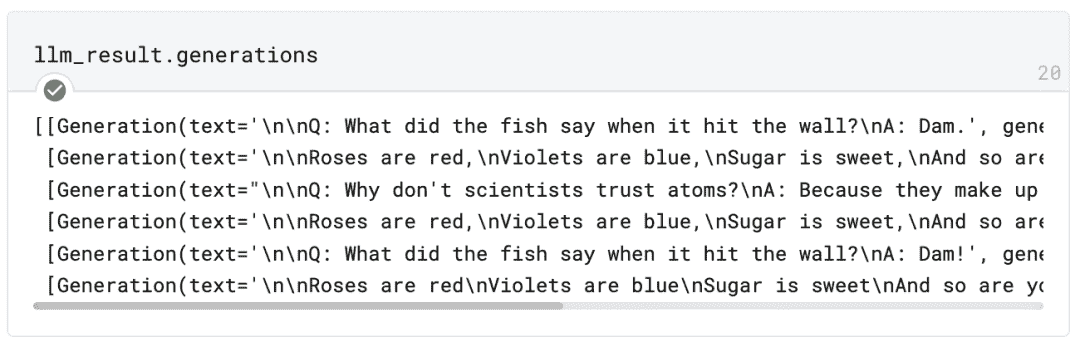 llm_result.generations
20
[[Generation(text='\n\nQ: What did the fish say when it hit the wall?\nA: Dam.', gene
[Generation(text='\n\nRoses are red,\nViolets are blue,\nSugar is sweet,\nAnd so are
[Generation(text="\n\nQ: Why don't scientists trust atoms?\nA: Because they make up
[Generation(text='\n\nRoses are red,\nViolets are blue,\nSugar is sweet,\nAnd so are
[Generation(text='\n\nQ: What did the fish say when it hit the wall?\nA: Dam!', gene
[Generation(text='\n\nRoses are red\nViolets are blue\nSugar is sweet\nAnd so are yo